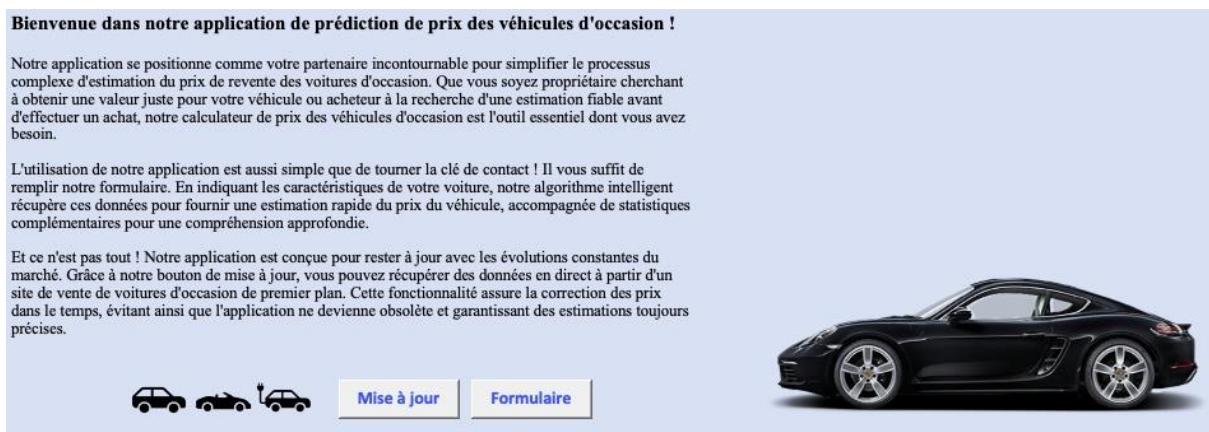 Bienvenue dans notre application de prédiction de prix des véhicules d'occasion !
Notre application se positionne comme votre partenaire incontournable pour simplifier le processus
complexe d'estimation du prix de revente des voitures d'occasion. Que vous soyez propriétaire cherchant
à obtenir une valeur juste pour votre véhicule ou acheteur à la recherche d'une estimation fiable avant
d'effectuer un achat, notre calculateur de prix des véhicules d'occasion est l'outil essentiel dont vous avez
besoin.
L'utilisation de notre application est aussi simple que de tourner la clé de contact ! Il vous suffit de
remplir notre formulaire. En indiquant les caractéristiques de votre voiture, notre algorithme intelligent
récupère ces données pour fournir une estimation rapide du prix du véhicule, accompagnée de statistiques
complémentaires pour une compréhension approfondie.
Et ce n'est pas tout ! Notre application est conçue pour rester à jour avec les évolutions constantes du
marché. Grâce à notre bouton de mise à jour, vous pouvez récupérer des données en direct à partir d'un
site de vente de voitures d'occasion de premier plan. Cette fonctionnalité assure la correction des prix
dans le temps, évitant ainsi que l'application ne devienne obsolète et garantissant des estimations toujours
précises.
Mise à jour
Formulaire